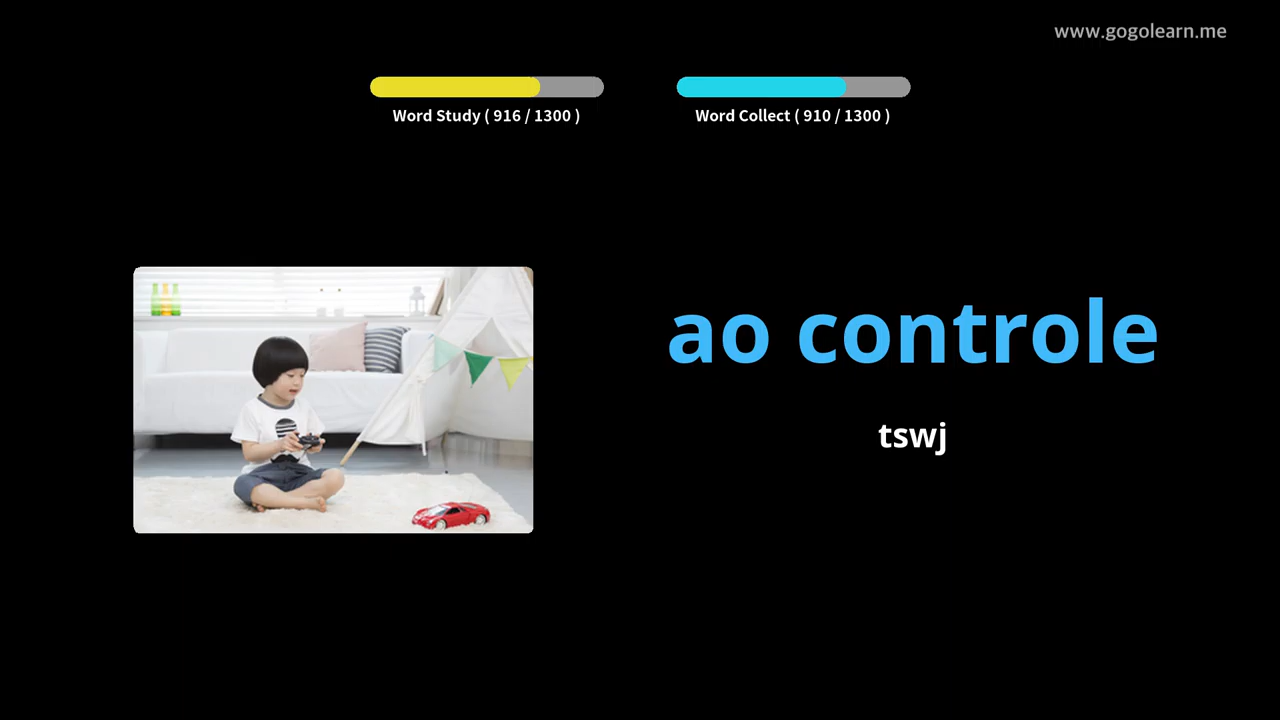 www.gogolearn.me
Word Study ( 916 / 1300 )
Word Collect ( 910 / 1300 )
ao controle
tswj